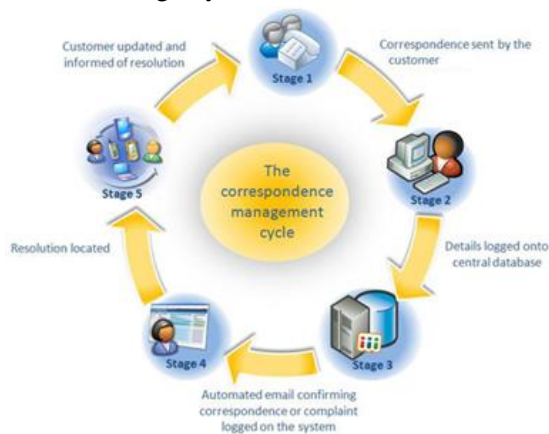 Customer updated and
informed of resolution
Stage 1
Correspondence sent by the
customer
Stage 2
Details logged onto
central database
Stage 3
Automated email confirming
correspondence or complaint
logged on the system
Stage 4
Resolution located
Stage 5
The
correspondence
management
cycle